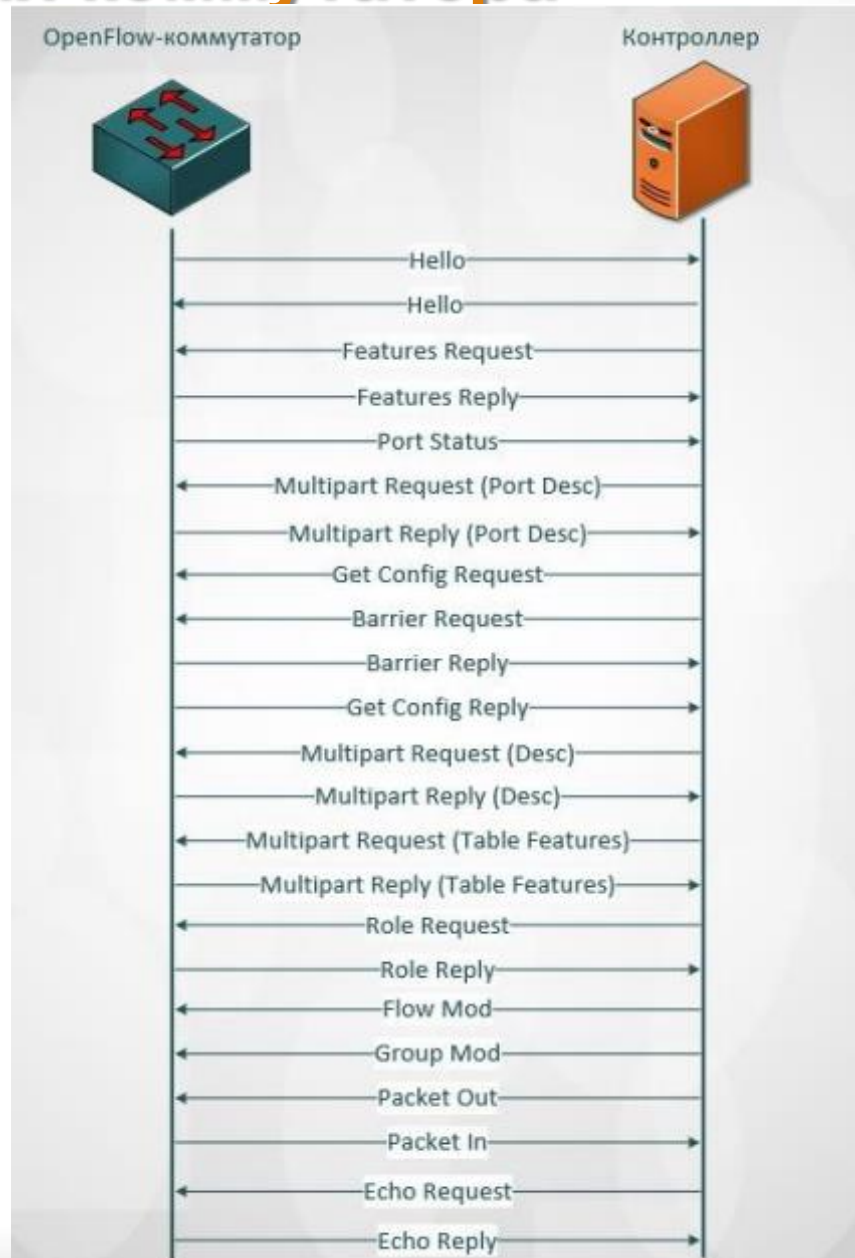 OpenFlow-коммутатор
Контроллер
Hello
Hello
Features Request
Features Reply
Port Status
Multipart Request (Port Desc)
Multipart Reply (Port Desc)
Get Config Request
Barrier Request
Barrier Reply
Get Config Reply
Multipart Request (Desc)
Multipart Reply (Desc)
Multipart Request (Table Features)
Multipart Reply (Table Features)
Role Request
Role Reply
Flow Mod
Group Mod
Packet Out
Packet In
Echo Request
Echo Reply